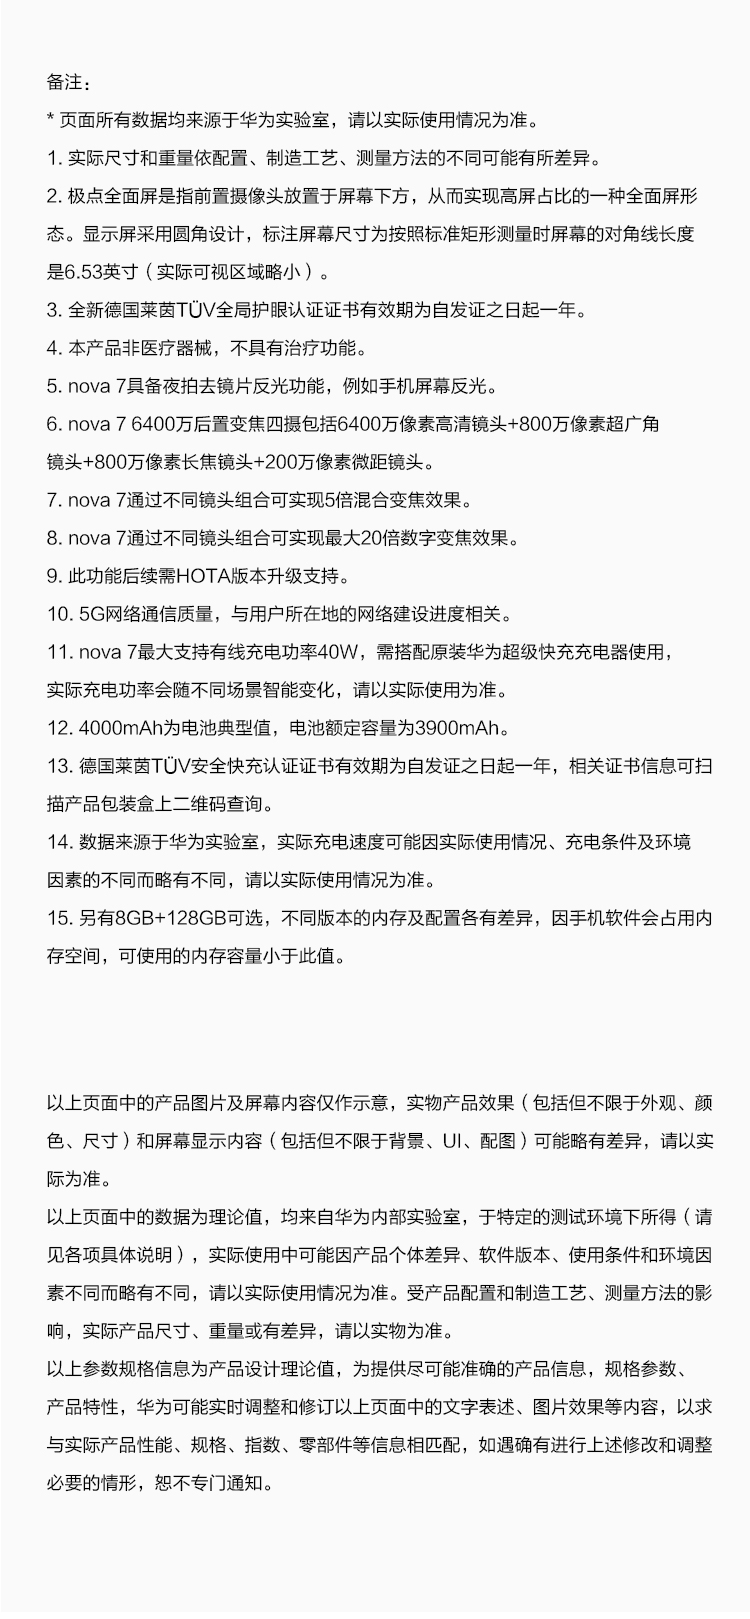 备注：
* 页面所有数据均来源于华为实验室，请以实际使用情况为准。
1. 实际尺寸和重量依配置、制造工艺、测量方法的不同可能有所差异。
2. 极点全面屏是指前置摄像头放置于屏幕下方，从而实现高屏占比的一种全面屏形
态。显示屏采用圆角设计，标注屏幕尺寸为按照标准矩形测量时屏幕的对角线长度
是6.53英寸（实际可视区域略小）。
3. 全新德国莱茵TÜV全局护眼认证证书有效期为自发证之日起一年。
4. 本产品非医疗器械，不具有治疗功能。
5. nova 7具备夜拍去镜片反光功能，例如手机屏幕反光。
6. nova 7 6400万后置变焦四摄包括6400万像素高清镜头+800万像素超广角
镜头+800万像素长焦镜头+200万像素微距镜头。
7. nova 7通过不同镜头组合可实现5倍混合变焦效果。
8. nova 7通过不同镜头组合可实现最大20倍数字变焦效果。
9. 此功能后续需HOTA版本升级支持。
10. 5G网络通信质量，与用户所在地的网络建设进度相关。
11. nova 7最大支持有线充电功率40W，需搭配原装华为超级快充充电器使用，
实际充电功率会随不同场景智能变化，请以实际使用为准。
12. 4000mAh为电池典型值，电池额定容量为3900mAh。
13. 德国莱茵TÜV安全快充认证证书有效期为自发证之日起一年，相关证书信息可扫
描产品包装盒上二维码查询。
14. 数据来源于华为实验室，实际充电速度可能因实际使用情况、充电条件及环境
因素的不同而略有不同，请以实际使用情况为准。
15. 另有8GB+128GB可选，不同版本的内存及配置各有差异，因手机软件会占用内
存空间，可使用的内存容量小于此值。
以上页面中的产品图片及屏幕内容仅作示意，实物产品效果（包括但不限于外观、颜
色、尺寸）和屏幕显示内容（包括但不限于背景、UI、配图）可能略有差异，请以实
际为准。
以上页面中的数据为理论值，均来自华为内部实验室，于特定的测试环境下所得（请
见各项具体说明），实际使用中可能因产品个体差异、软件版本、使用条件和环境因
素不同而略有不同，请以实际使用情况为准。受产品配置和制造工艺、测量方法的影
响，实际产品尺寸、重量或有差异，请以实物为准。
以上参数规格信息为产品设计理论值，为提供尽可能准确的产品信息，规格参数、
产品特性，华为可能实时调整和修订以上页面中的文字表述、图片效果等内容，以求
与实际产品性能、规格、指数、零部件等信息相匹配，如遇确有进行上述修改和调整
必要的情形，恕不专门通知。